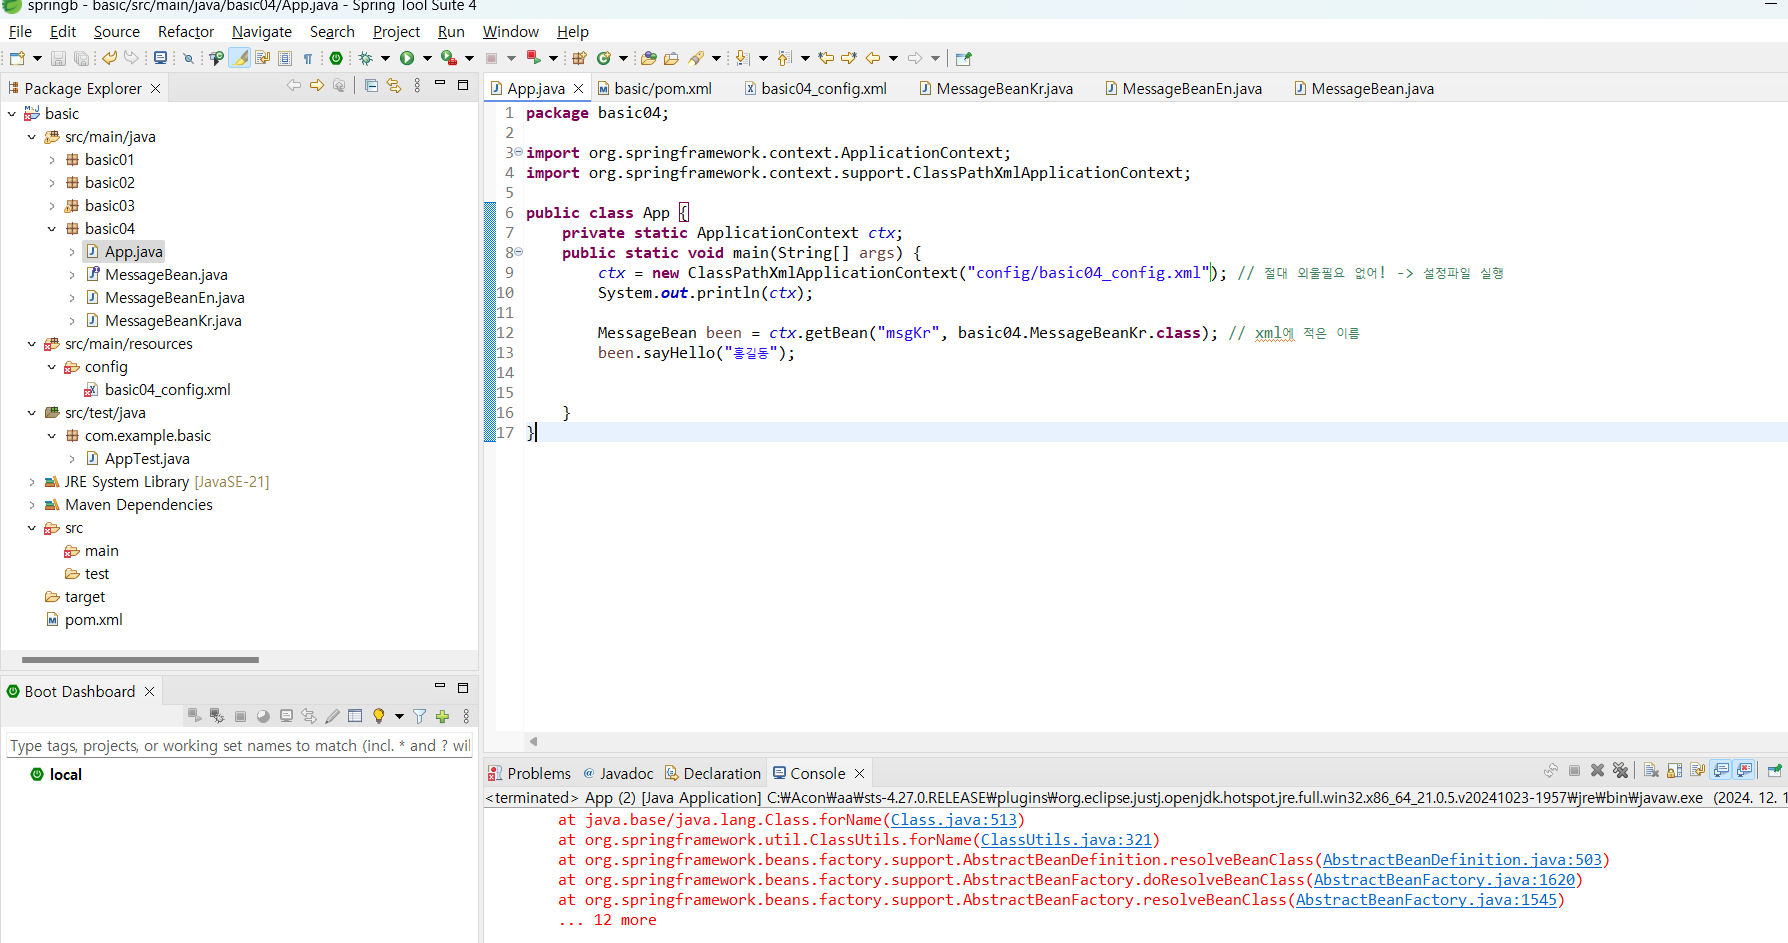 springb - basic/src/main/java/basic04/App.java - Spring Tool Suite 4
File Edit Source Refactor Navigate Search Project Run Window Help
Package Explorer
basic
src/main/java
basic01
basic02
basic03
basic04
App.java
MessageBean.java
MessageBeanEn.java
MessageBeanKr.java
src/main/resources
config
basic04_config.xml
src/test/java
com.example.basic
AppTest.java
JRE System Library [JavaSE-21]
Maven Dependencies
src
main
test
target
pom.xml
Boot Dashboard
Type tags, projects, or working set names to match (incl. * and ? wil
local
App.java basic/pom.xml basic04_config.xml MessageBeanKr.java MessageBeanEn.java MessageBean.java
1 package basic04;
2
3 import org.springframework.context.ApplicationContext;
4 import org.springframework.context.support.ClassPathXmlApplicationContext;
5
6 public class App {
7 private static ApplicationContext ctx;
8 public static void main(String[] args) {
9 ctx = new ClassPathXmlApplicationContext("config/basic04_config.xml"); // 절대 외울필요 없어! -> 설정파일 실행
10 System.out.println(ctx);
11
12 MessageBean been = ctx.getBean("msgKr", basic04.MessageBeanKr.class); // xml에 적은 이름
13 been.sayHello("홍길동");
14
15
16 }
17 }
Problems @ Javadoc Declaration Console
<terminated> App (2) [Java Application] C:₩Acon₩aa₩sts-4.27.0.RELEASE₩plugins₩org.eclipse.justj.openjdk.hotspot.jre.full.win32.x86_64_21.0.5.v20241023-1957₩jre₩bin₩javaw.exe (2024. 12. 1
at java.base/java.lang.Class.forName(Class.java:513)
at org.springframework.util.ClassUtils.forName(ClassUtils.java:321)
at org.springframework.beans.factory.support.AbstractBeanDefinition.resolveBeanClass(AbstractBeanDefinition.java:503)
at org.springframework.beans.factory.support.AbstractBeanFactory.doResolveBeanClass(AbstractBeanFactory.java:1620)
at org.springframework.beans.factory.support.AbstractBeanFactory.resolveBeanClass(AbstractBeanFactory.java:1545)
... 12 more